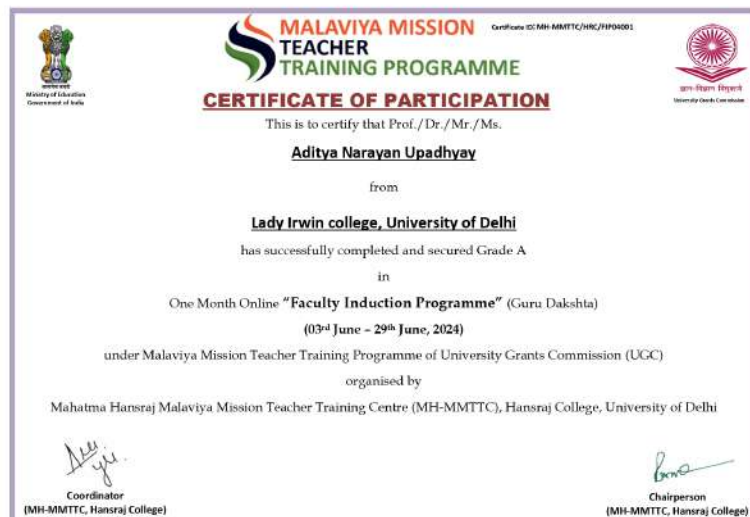 MALAVIYA MISSION
TEACHER
TRAINING PROGRAMME
Certificate ID: MH-MMTTC/HRC/FIP04001
सत्यमेव जयते
Ministry of Education
Government of India
ज्ञान-विज्ञान विमुक्तये
University Grants Commission
CERTIFICATE OF PARTICIPATION
This is to certify that Prof./Dr./Mr./Ms.
Aditya Narayan Upadhyay
from
Lady Irwin college, University of Delhi
has successfully completed and secured Grade A
in
One Month Online “Faculty Induction Programme” (Guru Dakshta)
(03rd June – 29th June, 2024)
under Malaviya Mission Teacher Training Programme of University Grants Commission (UGC)
organised by
Mahatma Hansraj Malaviya Mission Teacher Training Centre (MH-MMTTC), Hansraj College, University of Delhi
Coordinator
(MH-MMTTC, Hansraj College)
Chairperson
(MH-MMTTC, Hansraj College)